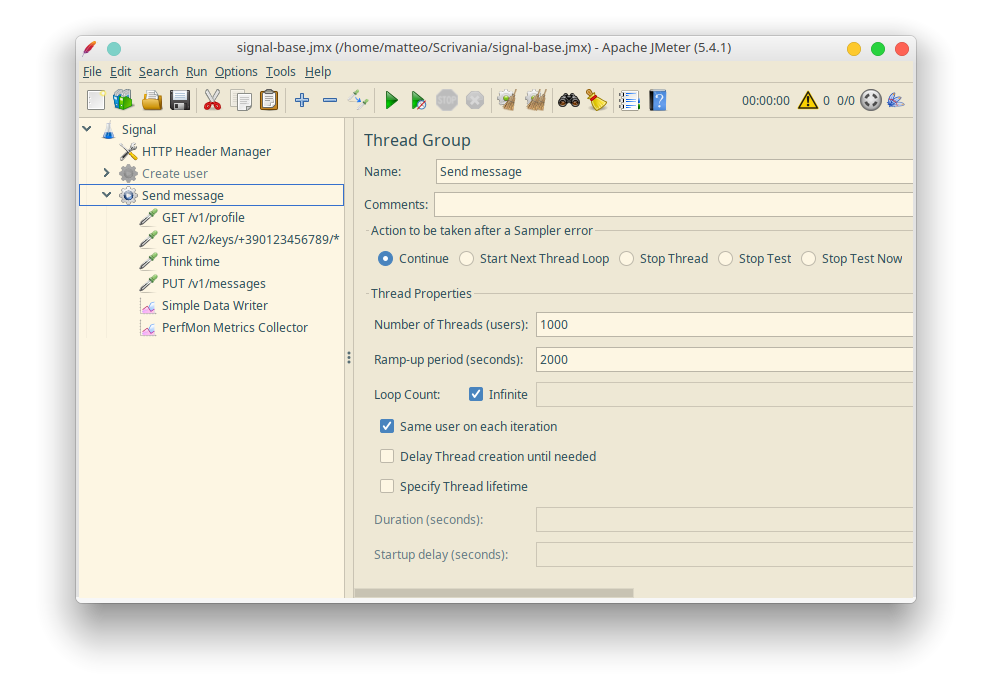 signal-base.jmx (/home/matteo/Scrivania/signal-base.jmx) - Apache JMeter (5.4.1)
File Edit Search Run Options Tools Help
STOP 00:00:00 0 0/0
Signal
HTTP Header Manager
Create user
Send message
GET /v1/profile
GET /v2/keys/+390123456789/*
Think time
PUT /v1/messages
Simple Data Writer
PerfMon Metrics Collector
Thread Group
Name: Send message
Comments:
Action to be taken after a Sampler error
Continue Start Next Thread Loop Stop Thread Stop Test Stop Test Now
Thread Properties
Number of Threads (users): 1000
Ramp-up period (seconds): 2000
Loop Count: Infinite
Same user on each iteration
Delay Thread creation until needed
Specify Thread lifetime
Duration (seconds):
Startup delay (seconds):